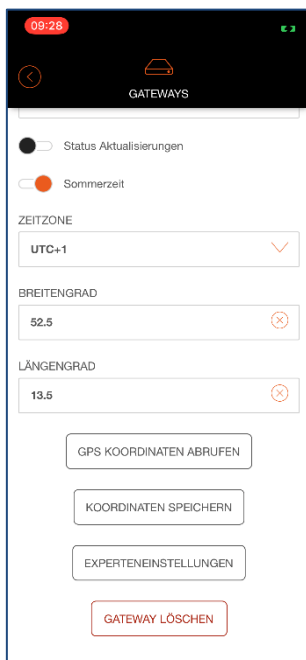 09:28
GATEWAYS
Status Aktualisierungen
Sommerzeit
ZEITZONE
UTC+1
BREITENGRAD
52.5
LÄNGENGRAD
13.5
GPS KOORDINATEN ABRUFEN
KOORDINATEN SPEICHERN
EXPERTENEINSTELLUNGEN
GATEWAY LÖSCHEN